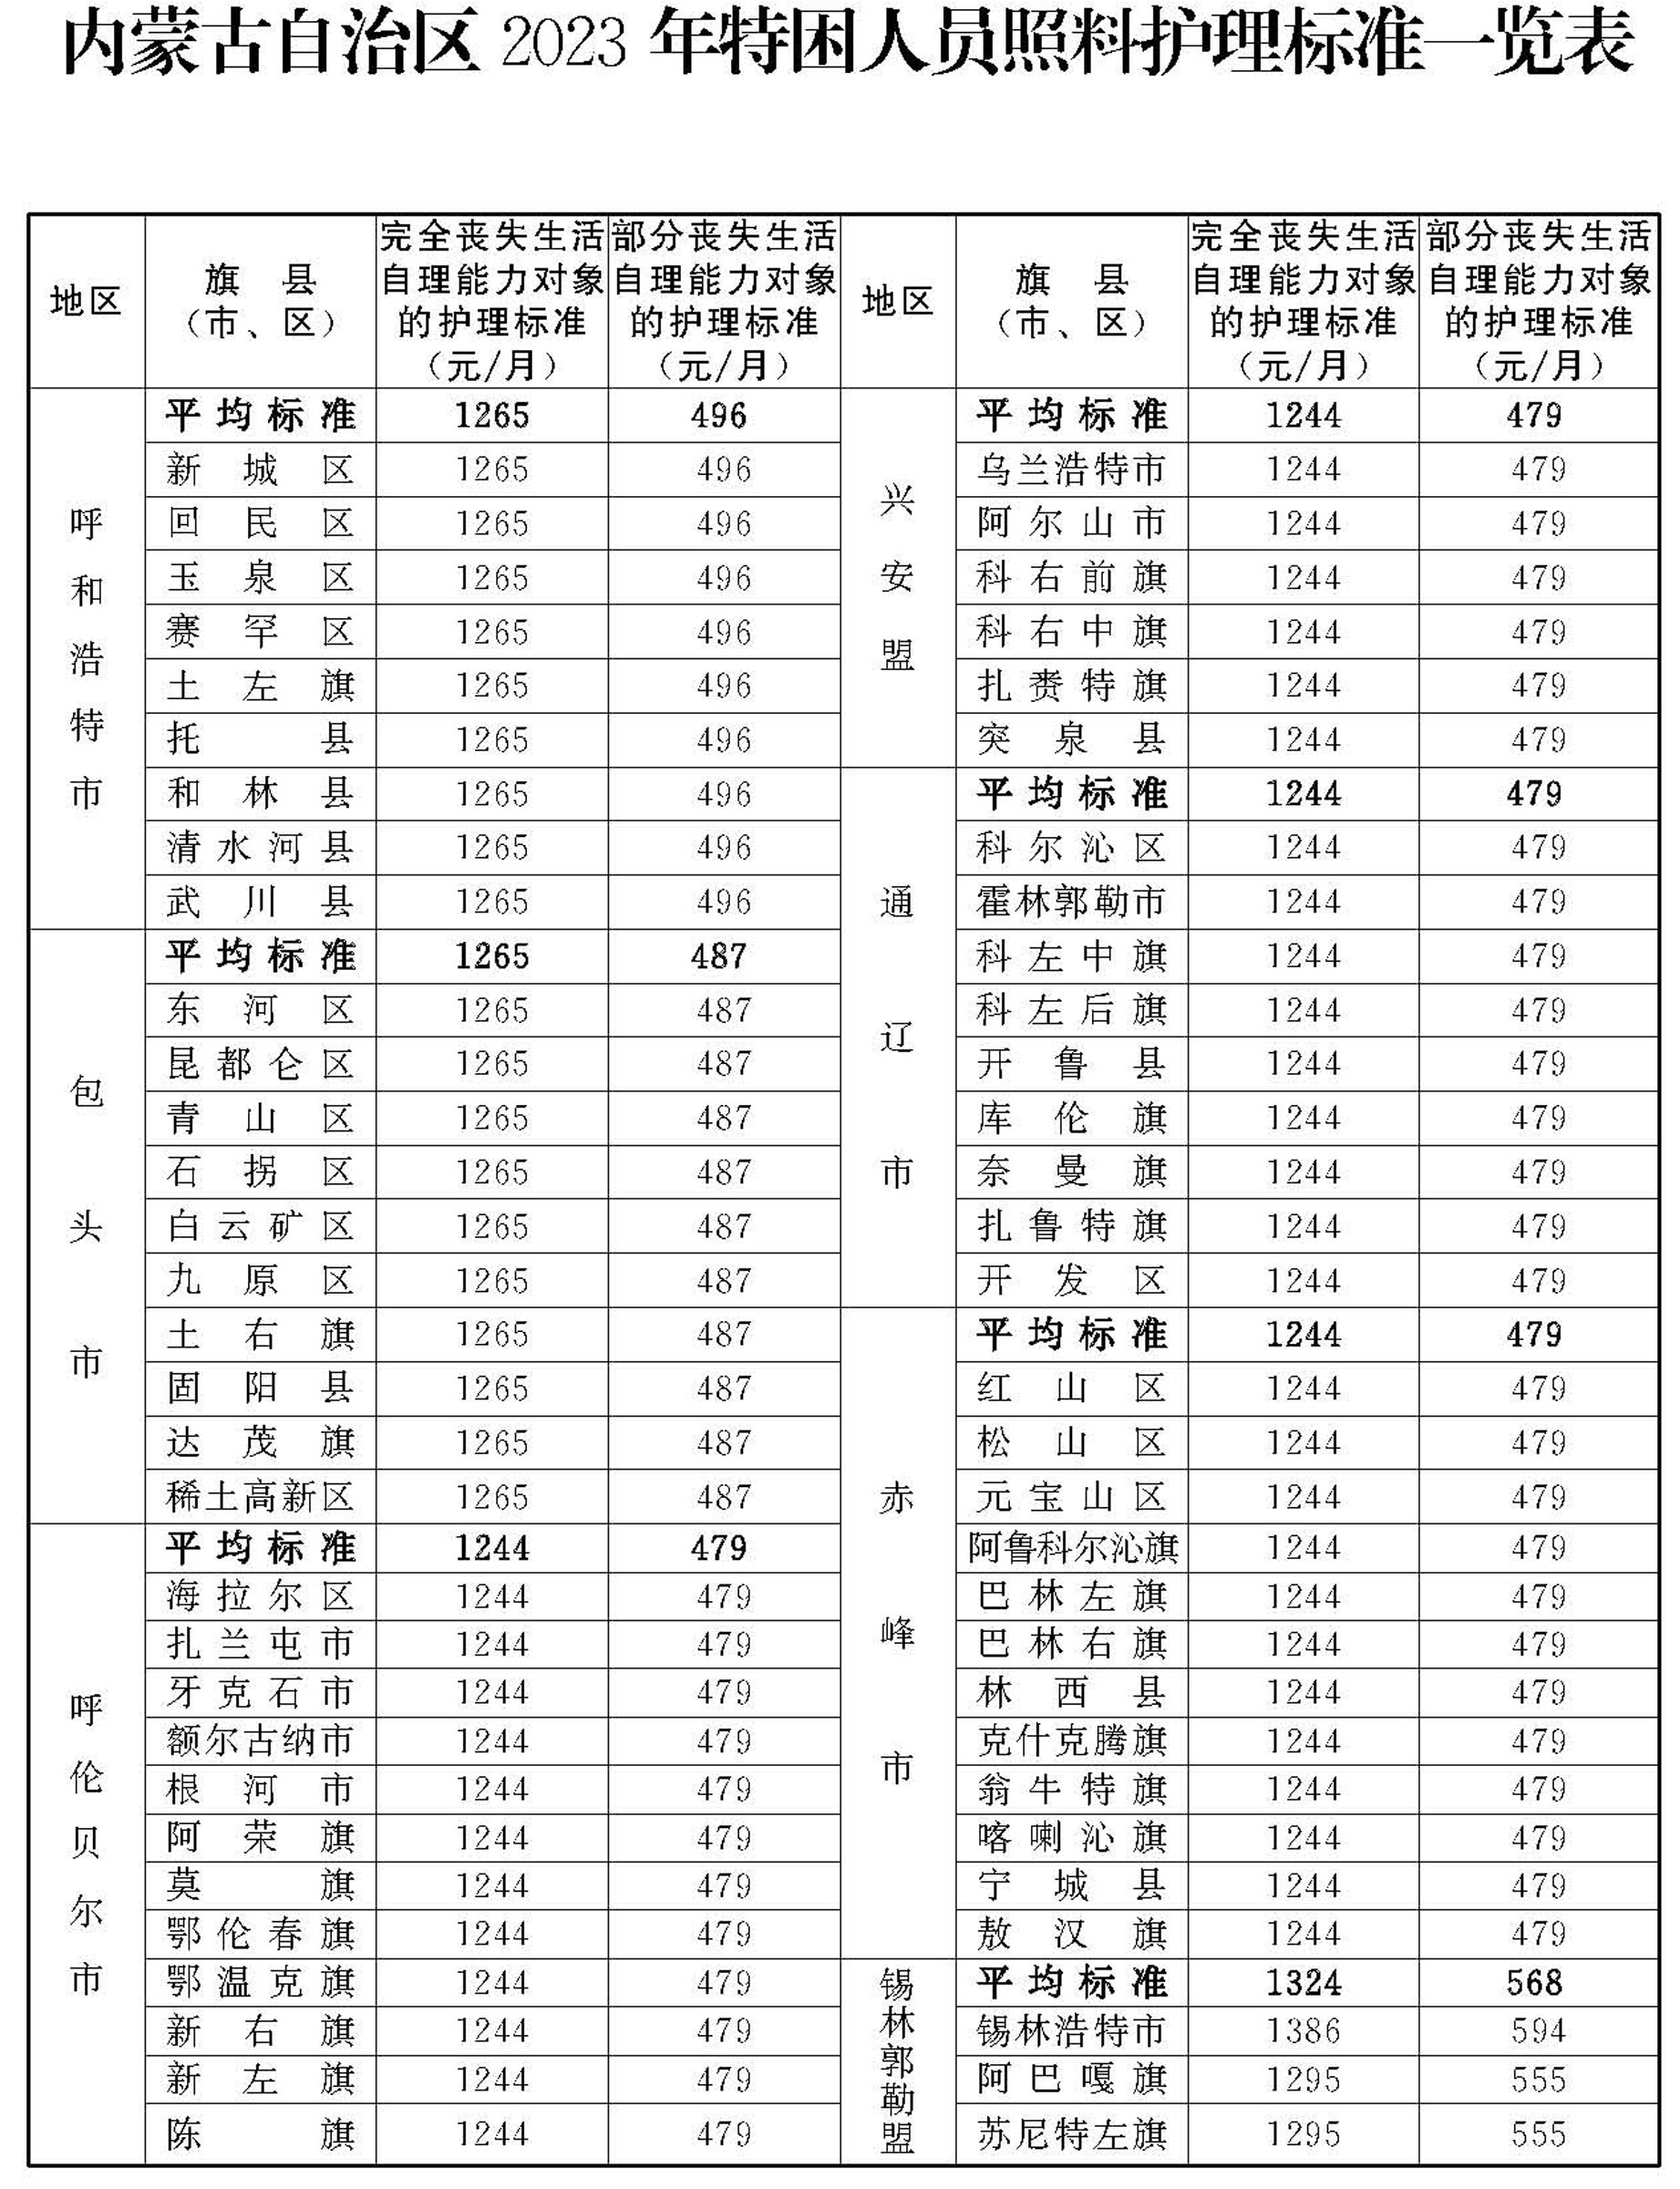 内蒙古自治区 2023 年特困人员照料护理标准一览表
地区 旗县（市、区） 完全丧失生活自理能力对象的护理标准（元/月） 部分丧失生活自理能力对象的护理标准（元/月）
呼和浩特市
平均标准 1265 496
新城区 1265 496
回民区 1265 496
玉泉区 1265 496
赛罕区 1265 496
土左旗 1265 496
托县 1265 496
和林县 1265 496
清水河县 1265 496
武川县 1265 496
包头市
平均标准 1265 487
东河区 1265 487
昆都仑区 1265 487
青山区 1265 487
石拐区 1265 487
白云矿区 1265 487
九原区 1265 487
土右旗 1265 487
固阳县 1265 487
达茂旗 1265 487
稀土高新区 1265 487
呼伦贝尔市
平均标准 1244 479
海拉尔区 1244 479
扎兰屯市 1244 479
牙克石市 1244 479
额尔古纳市 1244 479
根河市 1244 479
阿荣旗 1244 479
莫旗 1244 479
鄂伦春旗 1244 479
鄂温克旗 1244 479
新右旗 1244 479
新左旗 1244 479
陈旗 1244 479
地区 旗县（市、区） 完全丧失生活自理能力对象的护理标准（元/月） 部分丧失生活自理能力对象的护理标准（元/月）
兴安盟
平均标准 1244 479
乌兰浩特市 1244 479
阿尔山市 1244 479
科右前旗 1244 479
科右中旗 1244 479
扎赉特旗 1244 479
突泉县 1244 479
通辽市
平均标准 1244 479
科尔沁区 1244 479
霍林郭勒市 1244 479
科左中旗 1244 479
科左后旗 1244 479
开鲁县 1244 479
库伦旗 1244 479
奈曼旗 1244 479
扎鲁特旗 1244 479
开发区 1244 479
赤峰市
平均标准 1244 479
红山区 1244 479
松山区 1244 479
元宝山区 1244 479
阿鲁科尔沁旗 1244 479
巴林左旗 1244 479
巴林右旗 1244 479
林西县 1244 479
克什克腾旗 1244 479
翁牛特旗 1244 479
喀喇沁旗 1244 479
宁城县 1244 479
敖汉旗 1244 479
锡林郭勒盟
平均标准 1324 568
锡林浩特市 1386 594
阿巴嘎旗 1295 555
苏尼特左旗 1295 555